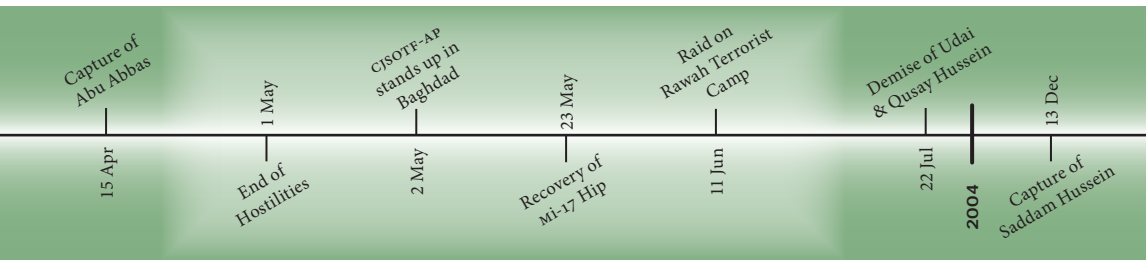 Capture of
Abu Abbas
15 Apr
1 May
End of
Hostilities
CJSOTF-AP
stands up in
Baghdad
2 May
23 May
Recovery of
Mi-17 Hip
Raid on
Rawah Terrorist
Camp
11 Jun
Demise of Udai
& Qusay Hussein
22 Jul
2004
13 Dec
Capture of
Saddam Hussein